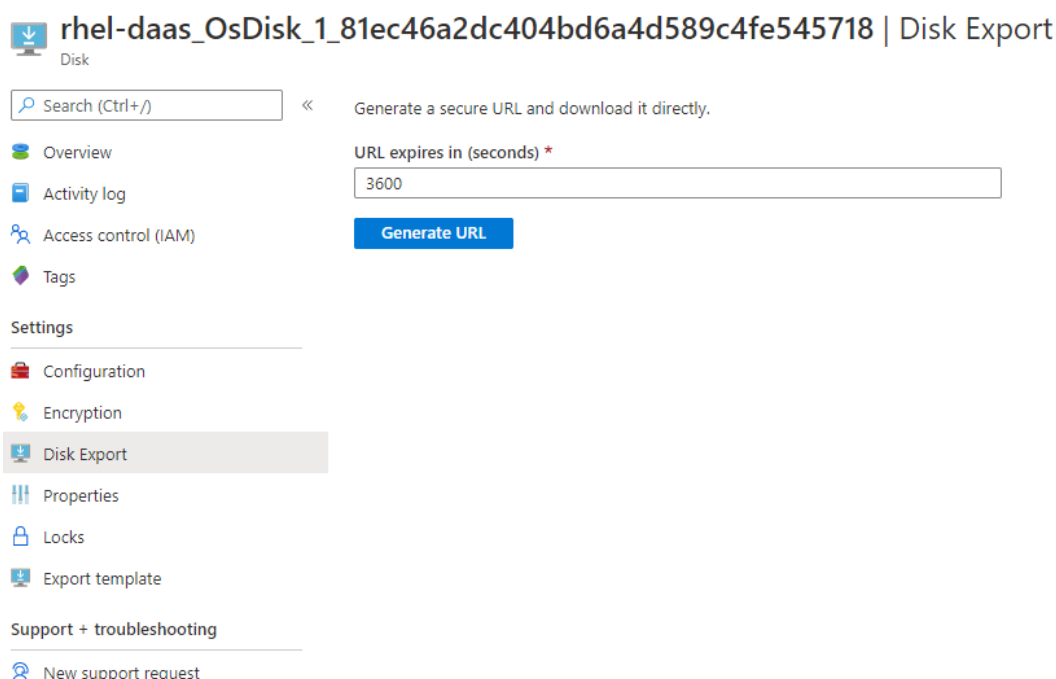 rhel-daas_OsDisk_1_81ec46a2dc404bd6a4d589c4fe545718 | Disk Export
Disk
Search (Ctrl+/)
«
Overview
Activity log
Access control (IAM)
Tags
Settings
Configuration
Encryption
Disk Export
Properties
Locks
Export template
Support + troubleshooting
New support request
Generate a secure URL and download it directly.
URL expires in (seconds) *
3600
Generate URL